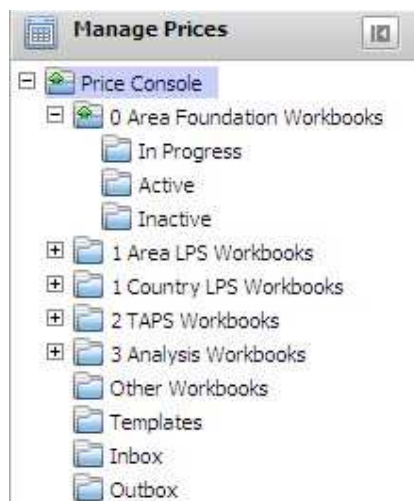 Manage Prices
Price Console
0 Area Foundation Workbooks
In Progress
Active
Inactive
1 Area LPS Workbooks
1 Country LPS Workbooks
2 TAPS Workbooks
3 Analysis Workbooks
Other Workbooks
Templates
Inbox
Outbox